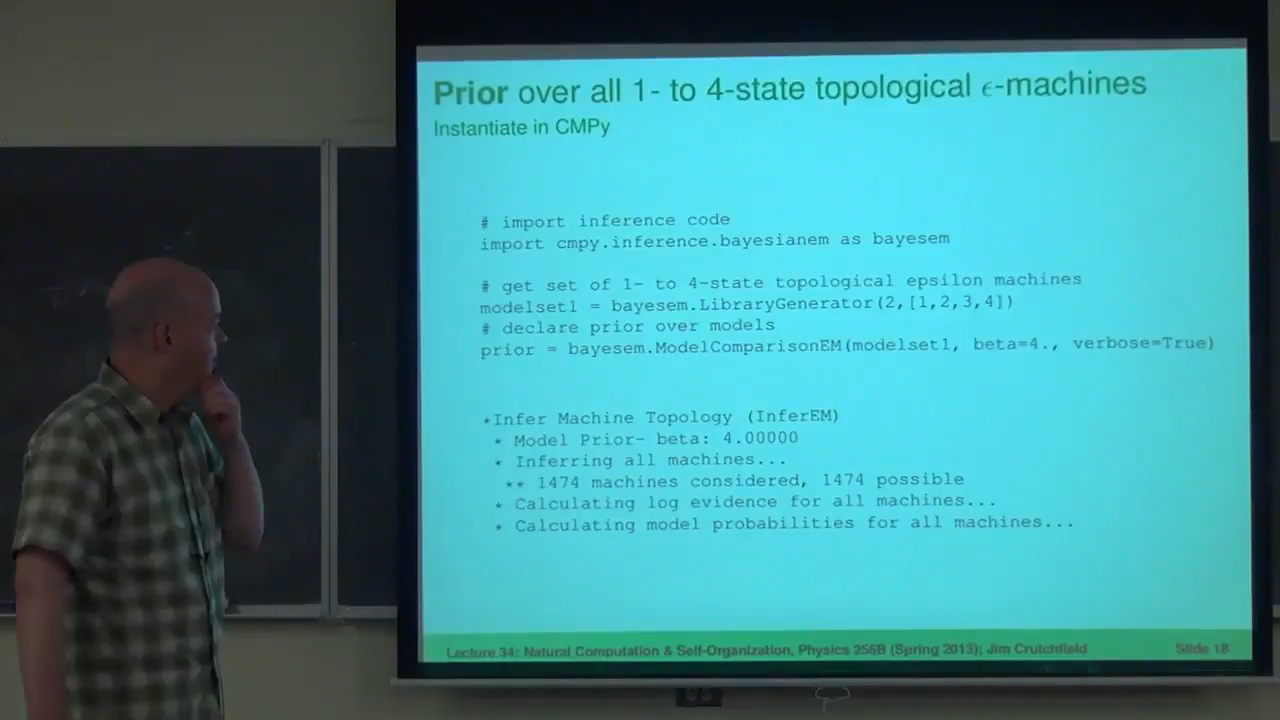 Prior over all 1- to 4-state topological ϵ-machines
Instantiate in CMPy
# import inference code
import cmpy.inference.bayesianem as bayesem
# get set of 1- to 4-state topological epsilon machines
modelset1 = bayesem.LibraryGenerator(2,[1,2,3,4])
# declare prior over models
prior = bayesem.ModelComparisonEM(modelset1, beta=4., verbose=True)
*Infer Machine Topology (InferEM)
* Model Prior- beta: 4.00000
* Inferring all machines...
** 1474 machines considered, 1474 possible
* Calculating log evidence for all machines...
* Calculating model probabilities for all machines...
Lecture 34: Natural Computation & Self-Organization, Physics 256B (Spring 2013); Jim Crutchfield Slide 18